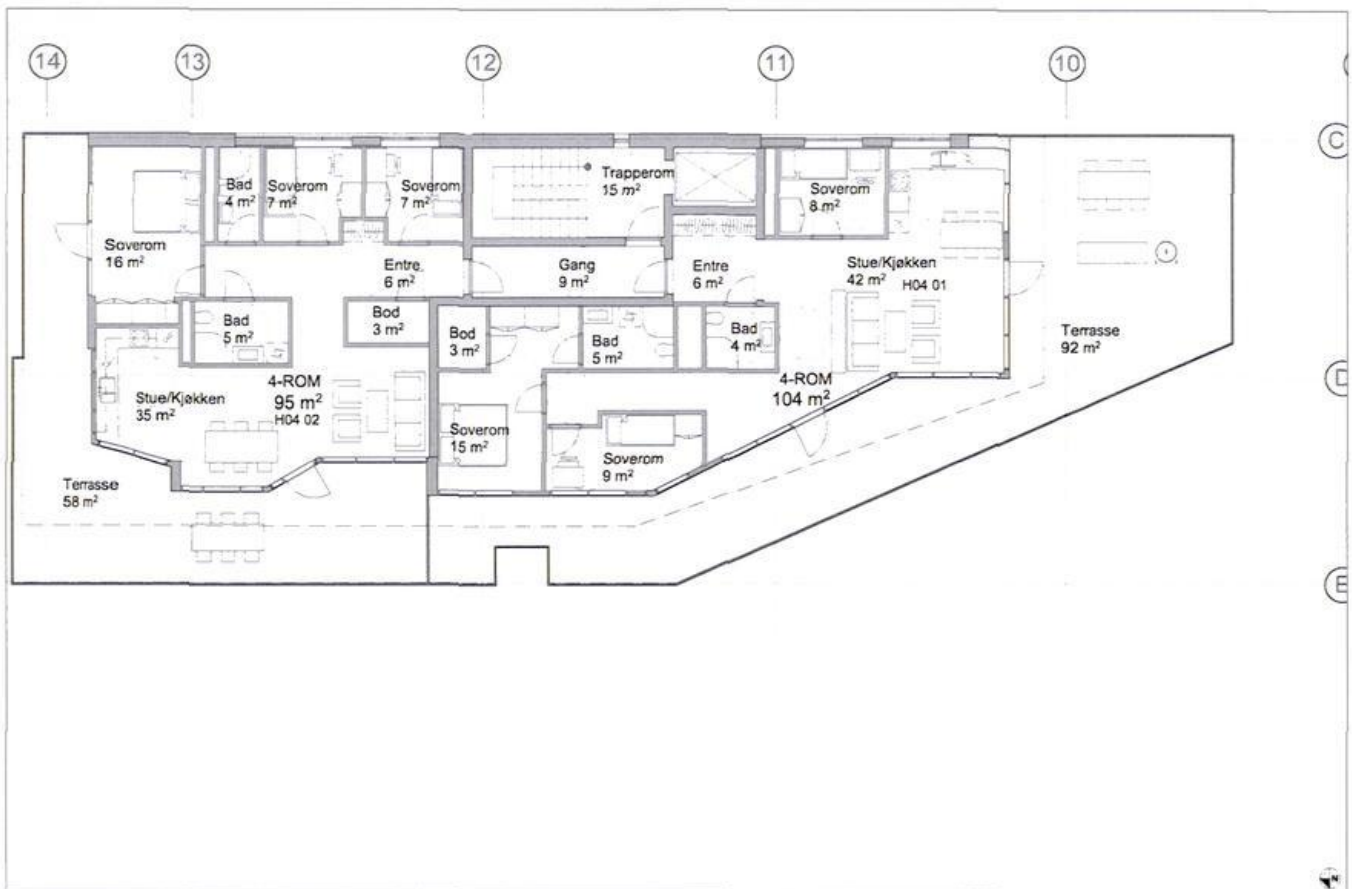 14
13
12
11
10
C
Bad
4 m²
Soverom
7 m²
Soverom
7 m²
Trapperom
15 m²
Soverom
8 m²
Soverom
16 m²
Entre
6 m²
Gang
9 m²
Entre
6 m²
Stue/Kjøkken
42 m²
H04 01
Bad
5 m²
Bod
3 m²
Bod
3 m²
Bad
5 m²
Bad
4 m²
Terrasse
92 m²
D
Stue/Kjøkken
35 m²
4-ROM
95 m²
H04 02
4-ROM
104 m²
Soverom
15 m²
Soverom
9 m²
Terrasse
58 m²
E
N